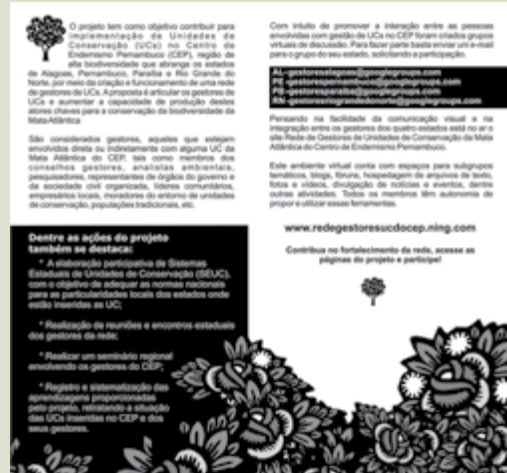 O projeto tem como objetivo contribuir para
implementação de Unidades de
Conservação (UCs) no Centro de
Endemismo Pernambuco (CEP), região de
alta biodiversidade que abrange os estados
de Alagoas, Pernambuco, Paraíba e Rio Grande do
Norte, por meio da criação e funcionamento de uma rede
de gestores de UCs. A proposta é articular os gestores de
UCs e aumentar a capacidade de produção destes
atores chaves para a conservação da biodiversidade da
Mata Atlântica
São considerados gestores, aqueles que estejam
envolvidos direta ou indiretamente com alguma UC da
Mata Atlântica do CEP, tais como membros dos
conselhos gestores, analistas ambientais,
pesquisadores, representantes de órgãos do governo e
da sociedade civil organizada, líderes comunitários,
empresários locais, moradores do entorno de unidades
de conservação, populações tradicionais, etc.
Dentre as ações do projeto
também se destaca:
* A elaboração participativa de Sistemas
Estaduais de Unidades de Conservação (SEUC),
com o objetivo de adequar as normas nacionais
para as particularidades locais dos estados onde
estão inseridas as UC;
* Realização de reuniões e encontros estaduais
dos gestores da rede;
* Realizar um seminário regional
envolvendo os gestores do CEP;
* Registro e sistematização das
aprendizagens proporcionadas
pelo projeto, retratando a situação
das UCs inseridas no CEP e dos
seus gestores.
Com intuito de promover a interação entre as pessoas
envolvidas com gestão de UCs no CEP foram criados grupos
virtuais de discussão. Para fazer parte basta enviar um e-mail
para o grupo do seu estado, solicitando a participação.
AL-gestoresalagoas@googlegroups.com
PB-gestoresparaiba@googlegroups.com
RN-gestoresriograndedonorte@googlegroups.com
Pensando na facilidade da comunicação visual e na
integração entre os gestores dos quatro estados está no ar o
site Rede de Gestores de Unidades de Conservação da Mata
Atlântica do Centro de Endemismo Pernambuco.
Este ambiente virtual conta com espaços para subgrupos
temáticos, blogs, fóruns, hospedagem de arquivos de texto,
fotos e vídeos, divulgação de notícias e eventos, dentre
outras atividades. Todos os membros têm autonomia de
propor e utilizar essas ferramentas.
www.redegestoresucdocep.ning.com
Contribua no fortalecimento da rede, acesse as
páginas do projeto e participe!